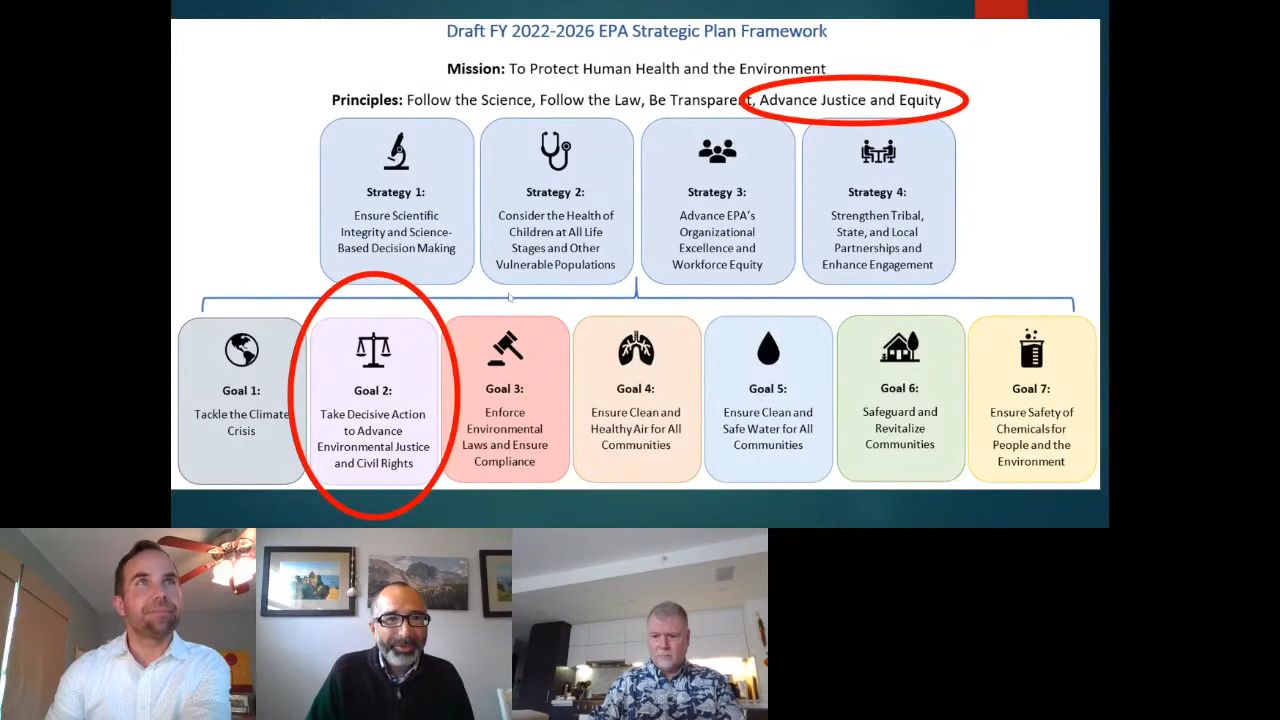 Draft FY 2022-2026 EPA Strategic Plan Framework
Mission: To Protect Human Health and the Environment
Principles: Follow the Science, Follow the Law, Be Transparent, Advance Justice and Equity
Strategy 1:
Ensure Scientific
Integrity and Science-
Based Decision Making
Strategy 2:
Consider the Health of
Children at All Life
Stages and Other
Vulnerable Populations
Strategy 3:
Advance EPA's
Organizational
Excellence and
Workforce Equity
Strategy 4:
Strengthen Tribal,
State, and Local
Partnerships and
Enhance Engagement
Goal 1:
Tackle the Climate
Crisis
Goal 2:
Take Decisive Action
to Advance
Environmental Justice
and Civil Rights
Goal 3:
Enforce
Environmental
Laws and Ensure
Compliance
Goal 4:
Ensure Clean and
Healthy Air for All
Communities
Goal 5:
Ensure Clean and
Safe Water for All
Communities
Goal 6:
Safeguard and
Revitalize
Communities
Goal 7:
Ensure Safety of
Chemicals for
People and the
Environment